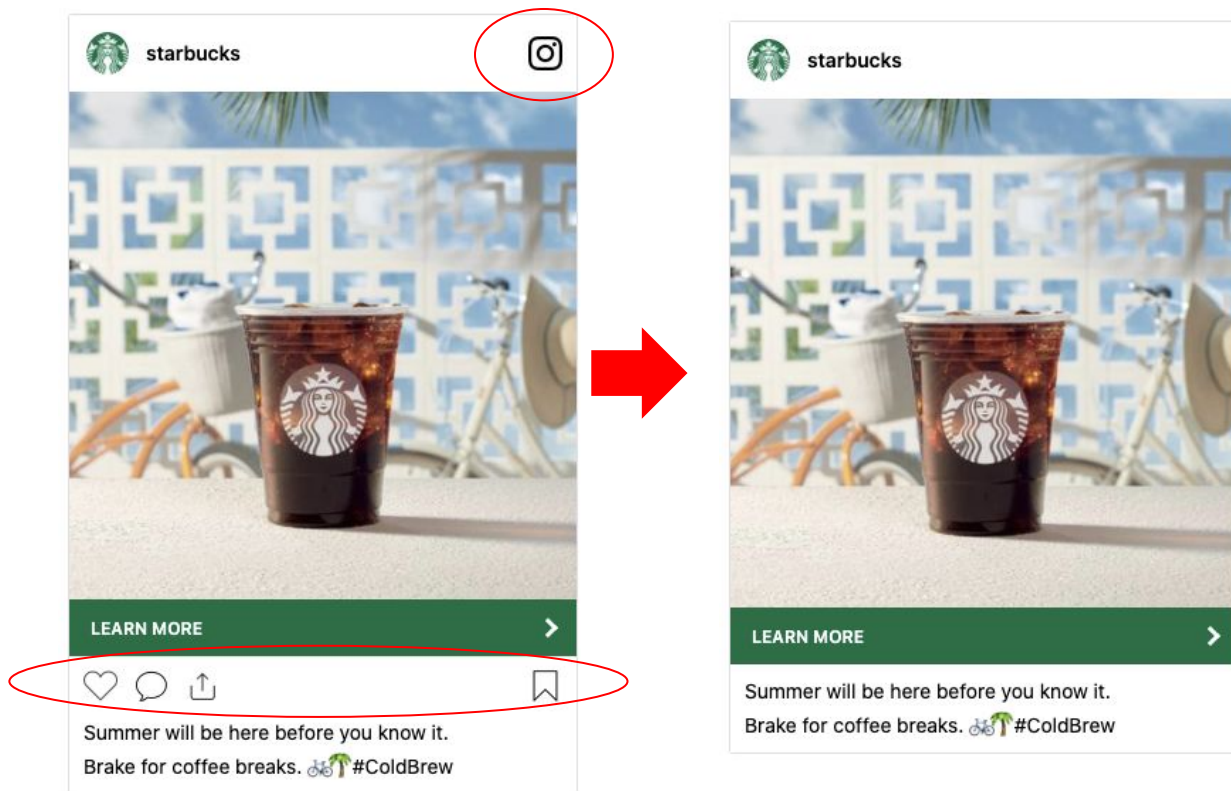 starbucks
LEARN MORE
Summer will be here before you know it.
Brake for coffee breaks. 🚲🌴#ColdBrew
starbucks
LEARN MORE
Summer will be here before you know it.
Brake for coffee breaks. 🚲🌴#ColdBrew